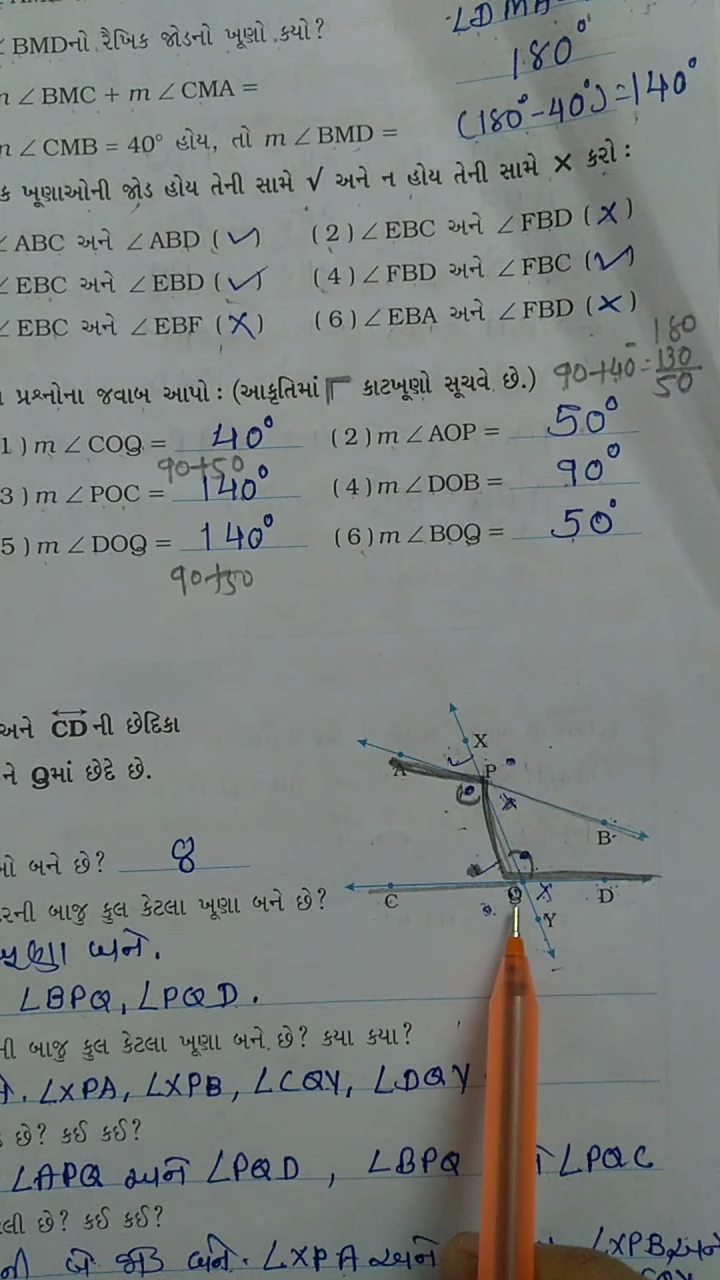 ∠DMA
∠BMDનો રૈખિક જોડનો ખૂણો કયો?
180°
m∠BMC + m∠CMA =
m∠CMB = 40° હોય, તો m∠BMD = (180°-40°)=140°
ક ખૂણાઓની જોડ હોય તેની સામે √ અને ન હોય તેની સામે × કરો :
∠ABC અને ∠ABD (✓) (2) ∠EBC અને ∠FBD (×)
∠EBC અને ∠EBD (✓) (4) ∠FBD અને ∠FBC (✓)
∠EBC અને ∠EBF (×) (6) ∠EBA અને ∠FBD (×)
પ્રશ્નોના જવાબ આપો : (આકૃતિમાં કાટખૂણો સૂચવે છે.) 90+40=130
180
50
1) m∠COQ = 40° (2) m∠AOP = 50°
90+50
3) m∠POC = 140° (4) m∠DOB = 90°
5) m∠DOQ = 140° (6) m∠BOQ = 50°
90+50
અને CDની છેદિકા
ને Qમાં છેદે છે.
X
A
P
B
C
Q
D
Y
ઓ બને છે? 8
રની બાજુ કુલ કેટલા ખૂણા બને છે?
ખૂણા બને.
∠BPQ, ∠PQD.
ની બાજુ કુલ કેટલા ખૂણા બને છે? કયા કયા?
∠XPA, ∠XPB, ∠CQY, ∠DQY
છે? કઈ કઈ?
∠APQ અને ∠PQD, ∠BPQ ∠PQC
લી છે? કઈ કઈ?
ની બે જોડ બને. ∠XPA અને ∠XPB અને